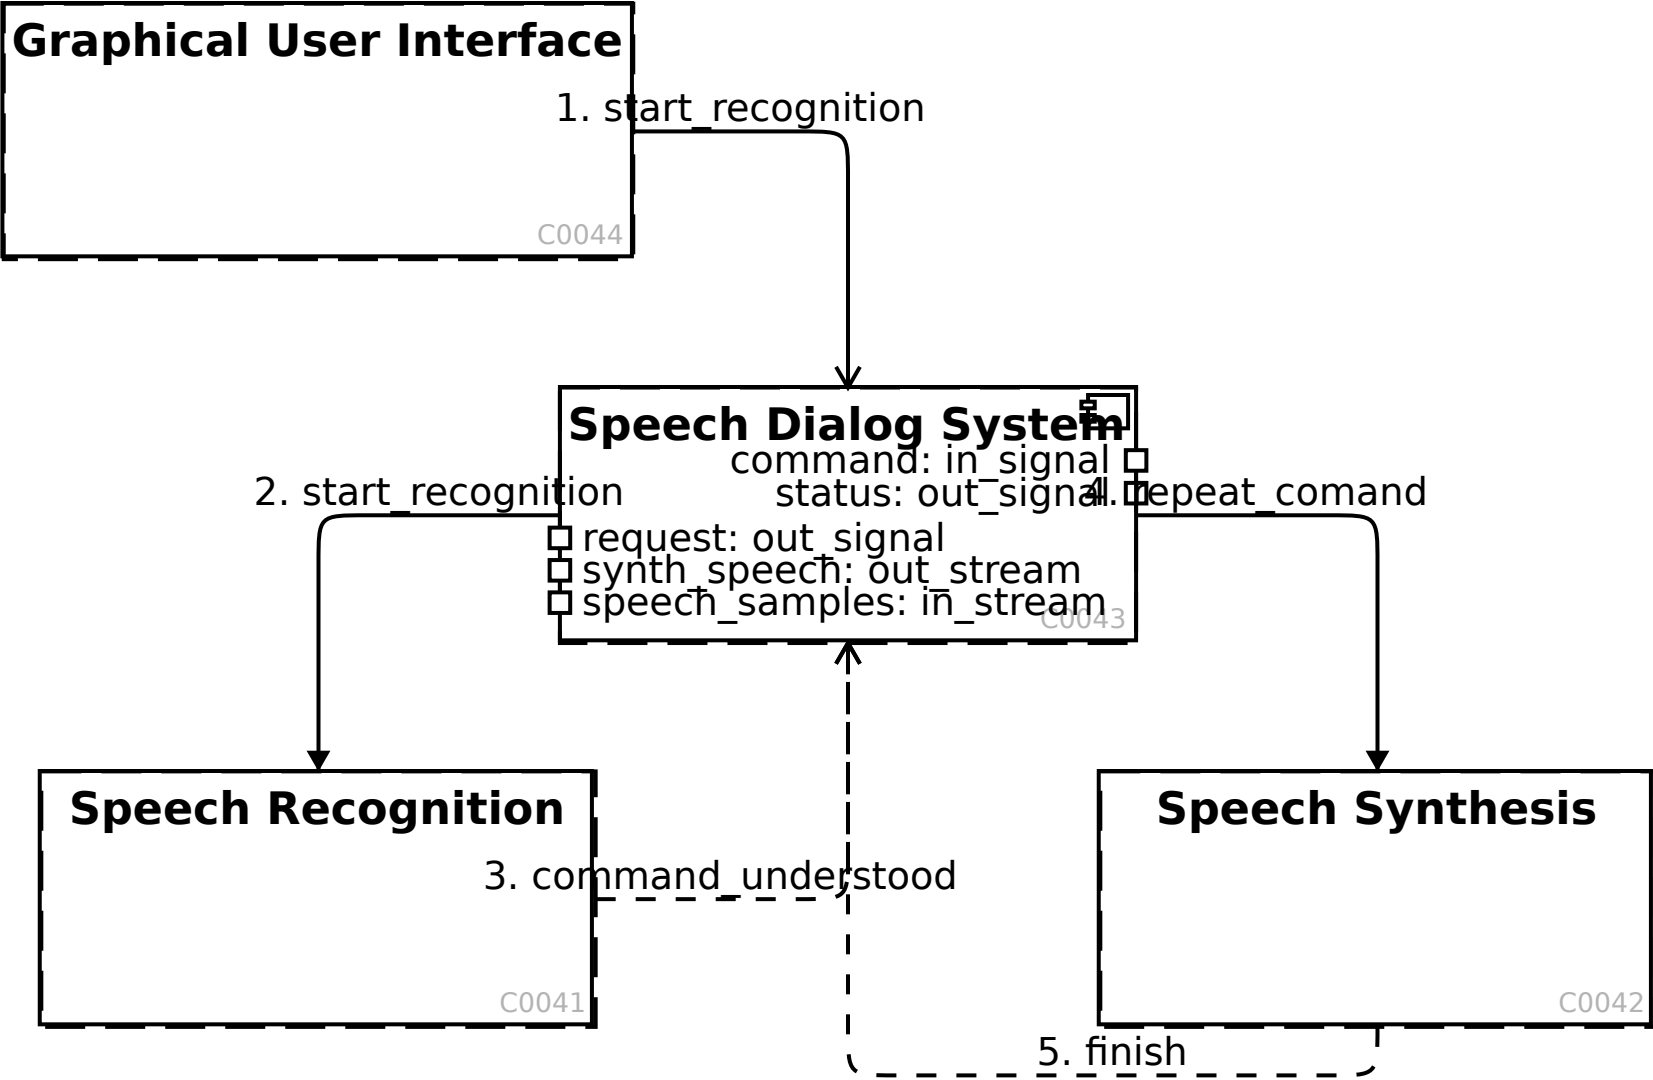 Graphical User Interface
1. start_recognition
C0044
Speech Dialog System
command: in_signal
status: out_signal
2. start_recognition
4. repeat_comand
request: out_signal
synth_speech: out_stream
speech_samples: in_stream
C0043
Speech Recognition
Speech Synthesis
3. command_understood
C0041
C0042
5. finish